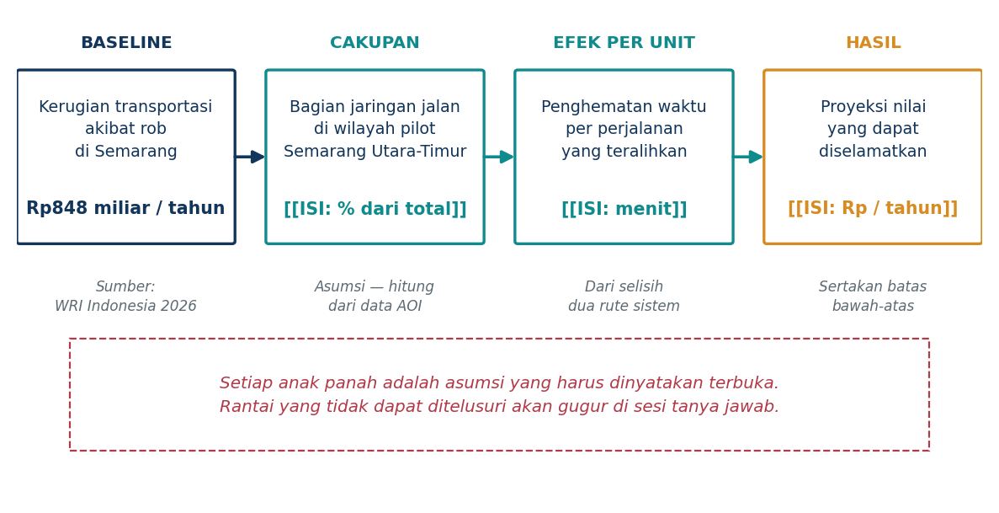 BASELINE
CAKUPAN
EFEK PER UNIT
HASIL
Kerugian transportasi
akibat rob
di Semarang
Rp848 miliar / tahun
Bagian jaringan jalan
di wilayah pilot
Semarang Utara-Timur
[[ISI: % dari total]]
Penghematan waktu
per perjalanan
yang teralihkan
[[ISI: menit]]
Proyeksi nilai
yang dapat
diselamatkan
[[ISI: Rp / tahun]]
Sumber:
WRI Indonesia 2026
Asumsi — hitung
dari data AOI
Dari selisih
dua rute sistem
Sertakan batas
bawah-atas
Setiap anak panah adalah asumsi yang harus dinyatakan terbuka.
Rantai yang tidak dapat ditelusuri akan gugur di sesi tanya jawab.